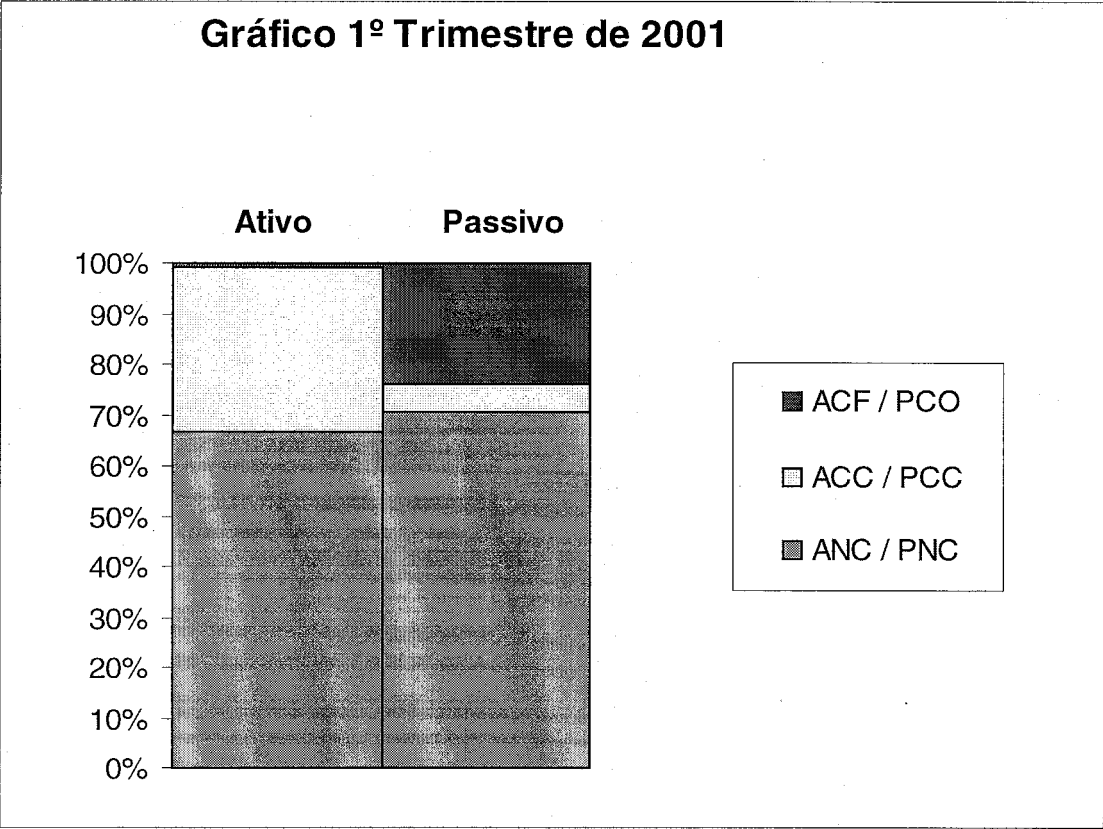 Gráfico 1º Trimestre de 2001
Ativo Passivo
100%
90%
80%
70%
60%
50%
40%
30%
20%
10%
0%
ACF / PCO
ACC / PCC
ANC / PNC